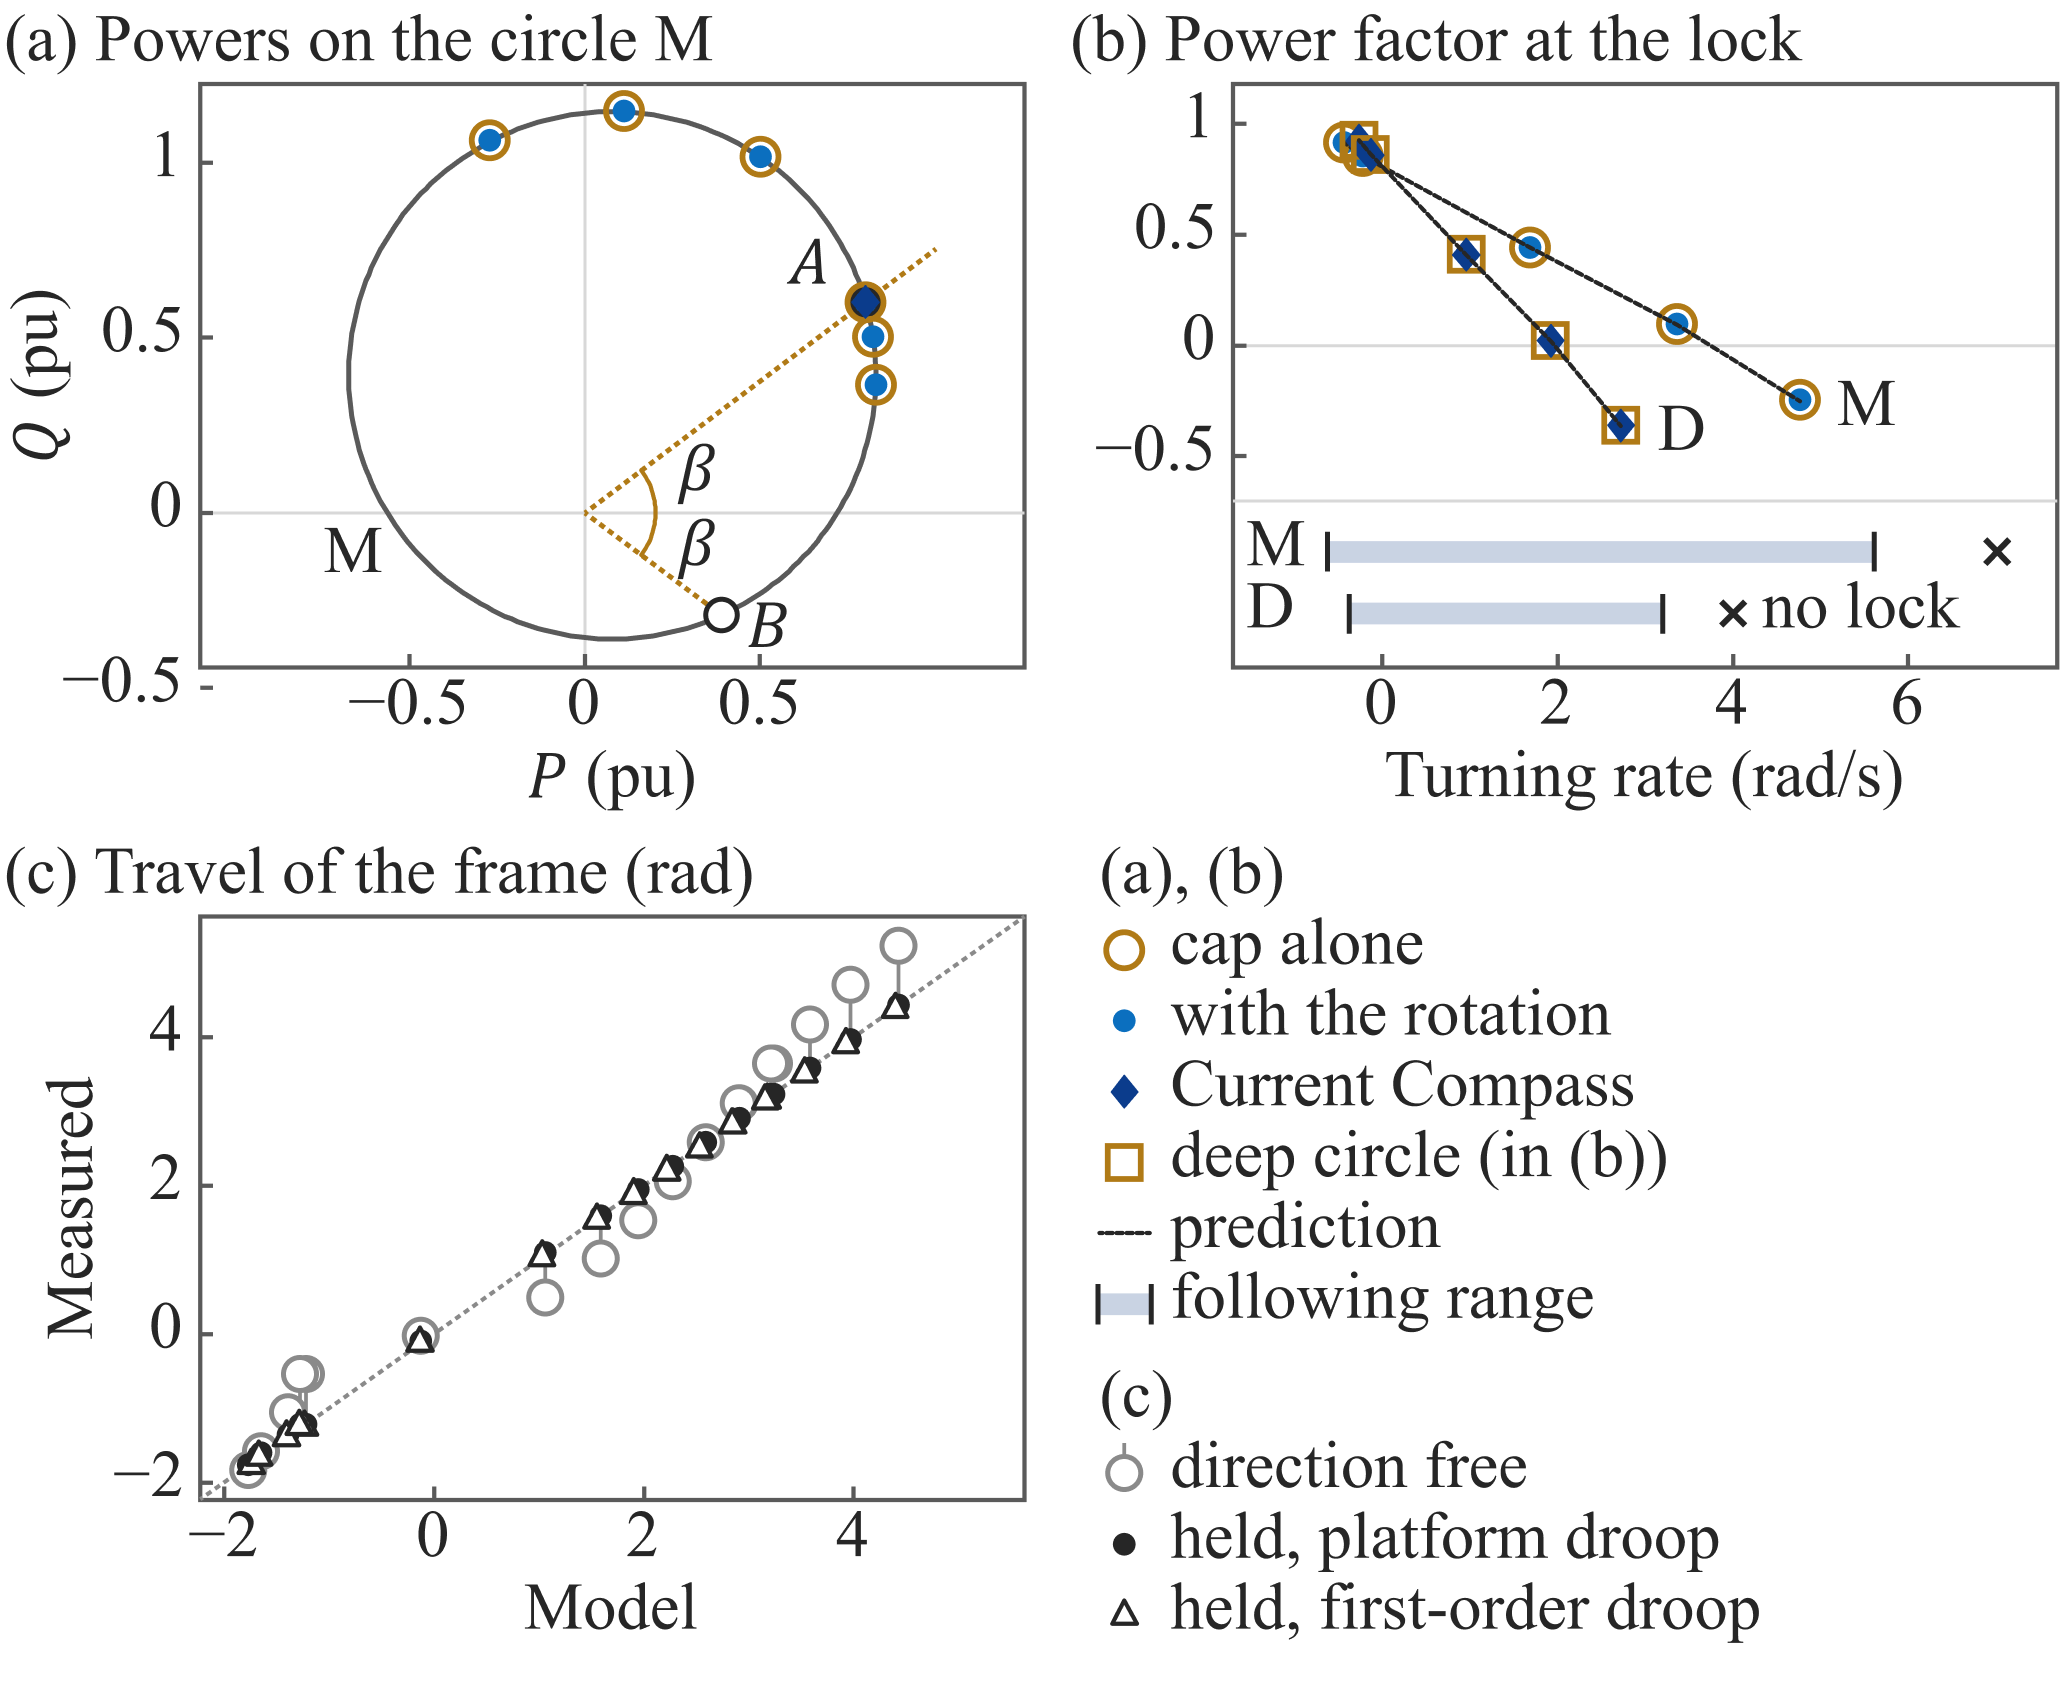 (a) Powers on the circle M
1
0.5
0
−0.5
Q (pu)
A
β
β
M
B
−0.5 0 0.5
P (pu)
(b) Power factor at the lock
1
0.5
0
−0.5
M
D
M
D
no lock
0 2 4 6
Turning rate (rad/s)
(c) Travel of the frame (rad)
4
2
0
−2
Measured
−2 0 2 4
Model
(a), (b)
cap alone
with the rotation
Current Compass
deep circle (in (b))
prediction
following range
(c)
direction free
held, platform droop
held, first-order droop